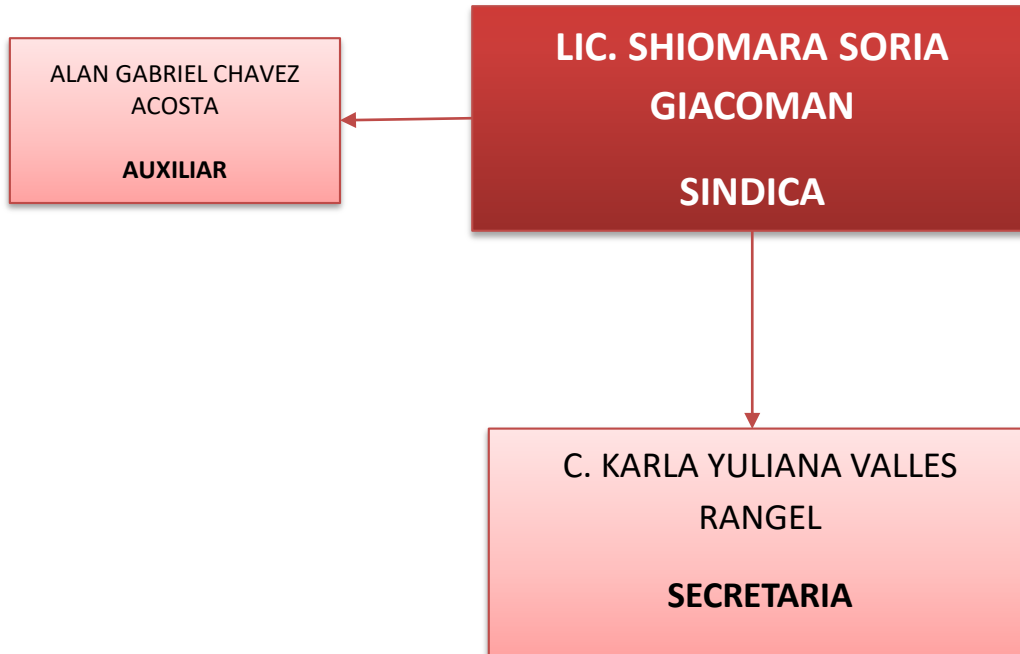 ALAN GABRIEL CHAVEZ
ACOSTA
AUXILIAR
LIC. SHIOMARA SORIA
GIACOMAN
SINDICA
C. KARLA YULIANA VALLES
RANGEL
SECRETARIA